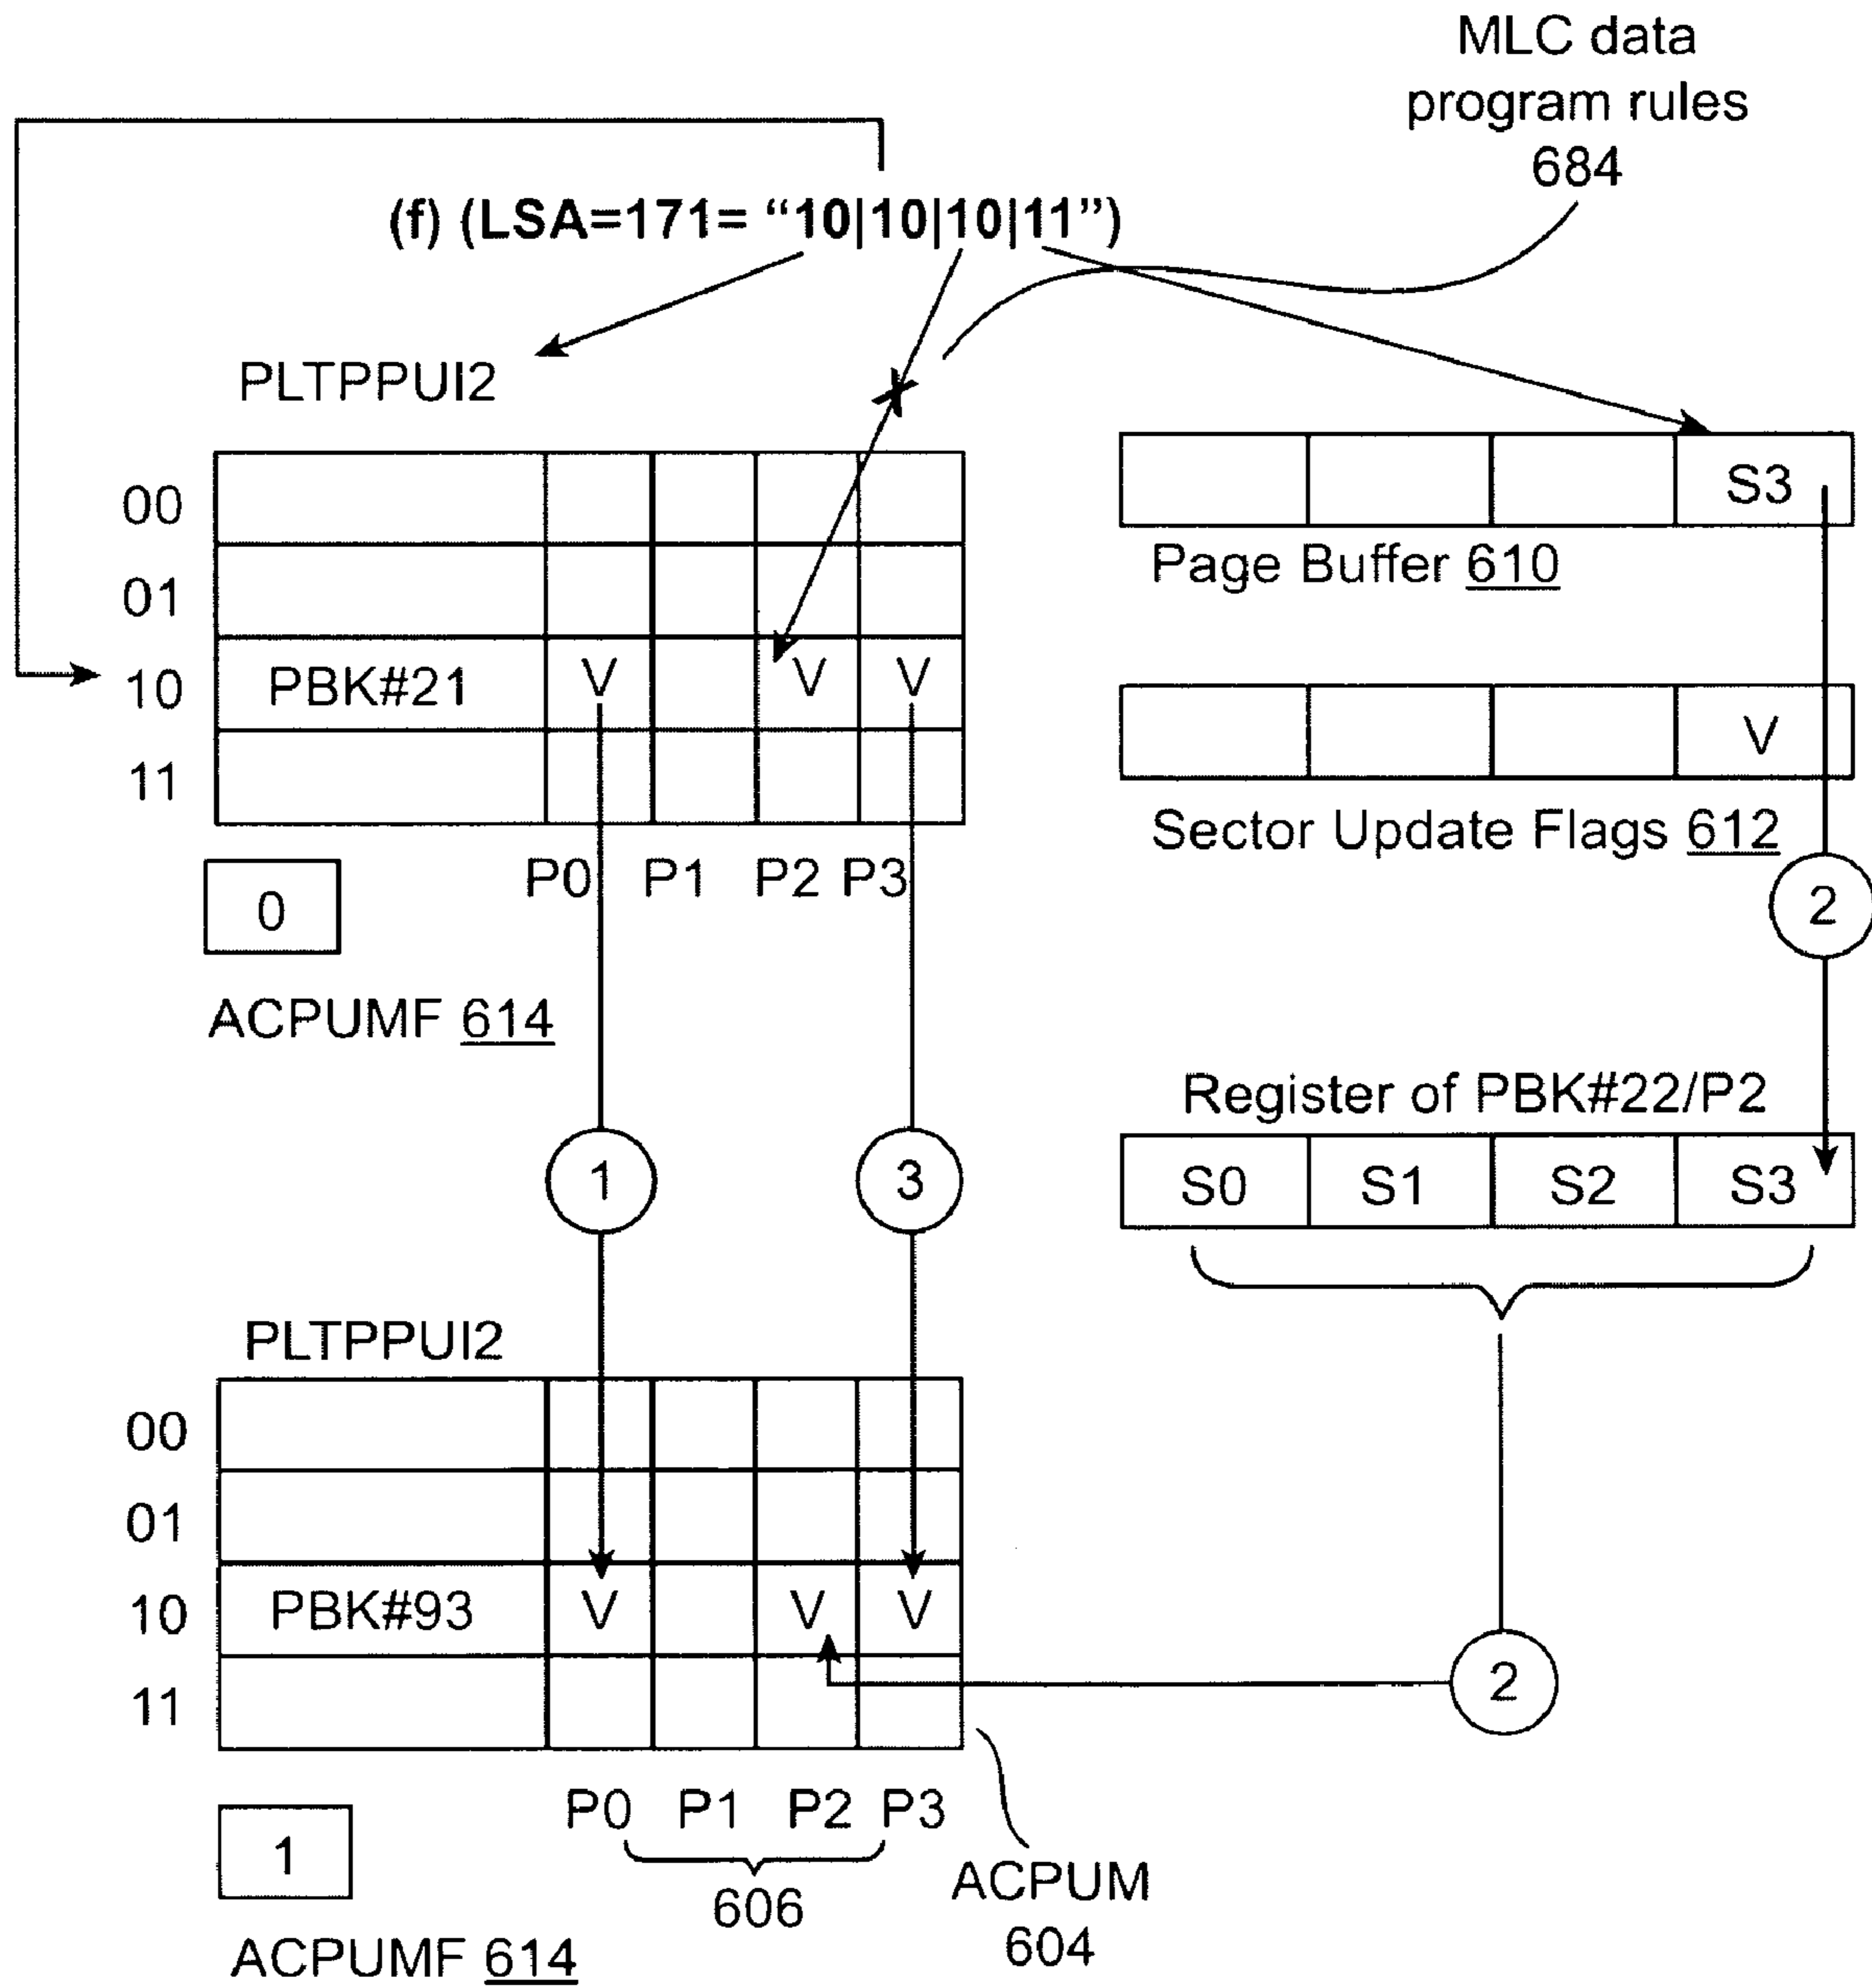 MLC data
program rules
684
(f) (LSA=171= “10|10|10|11”)
PLTPPUI2
00
01
10 PBK#21 V V V
11
P0 P1 P2 P3
0
ACPUMF 614
S3
Page Buffer 610
V
Sector Update Flags 612
2
Register of PBK#22/P2
S0 S1 S2 S3
1
3
PLTPPUI2
00
01
10 PBK#93 V V V
11
2
P0 P1 P2 P3
606
1
ACPUMF 614
ACPUM
604